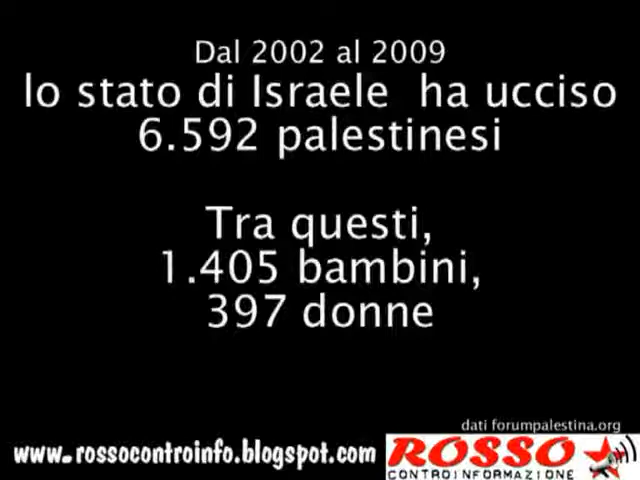 Dal 2002 al 2009
lo stato di Israele ha ucciso
6.592 palestinesi
Tra questi,
1.405 bambini,
397 donne
dati forumpalestina.org
www.rossocontroinfo.blogspot.com
ROSSO
CONTROINFORMAZIONE